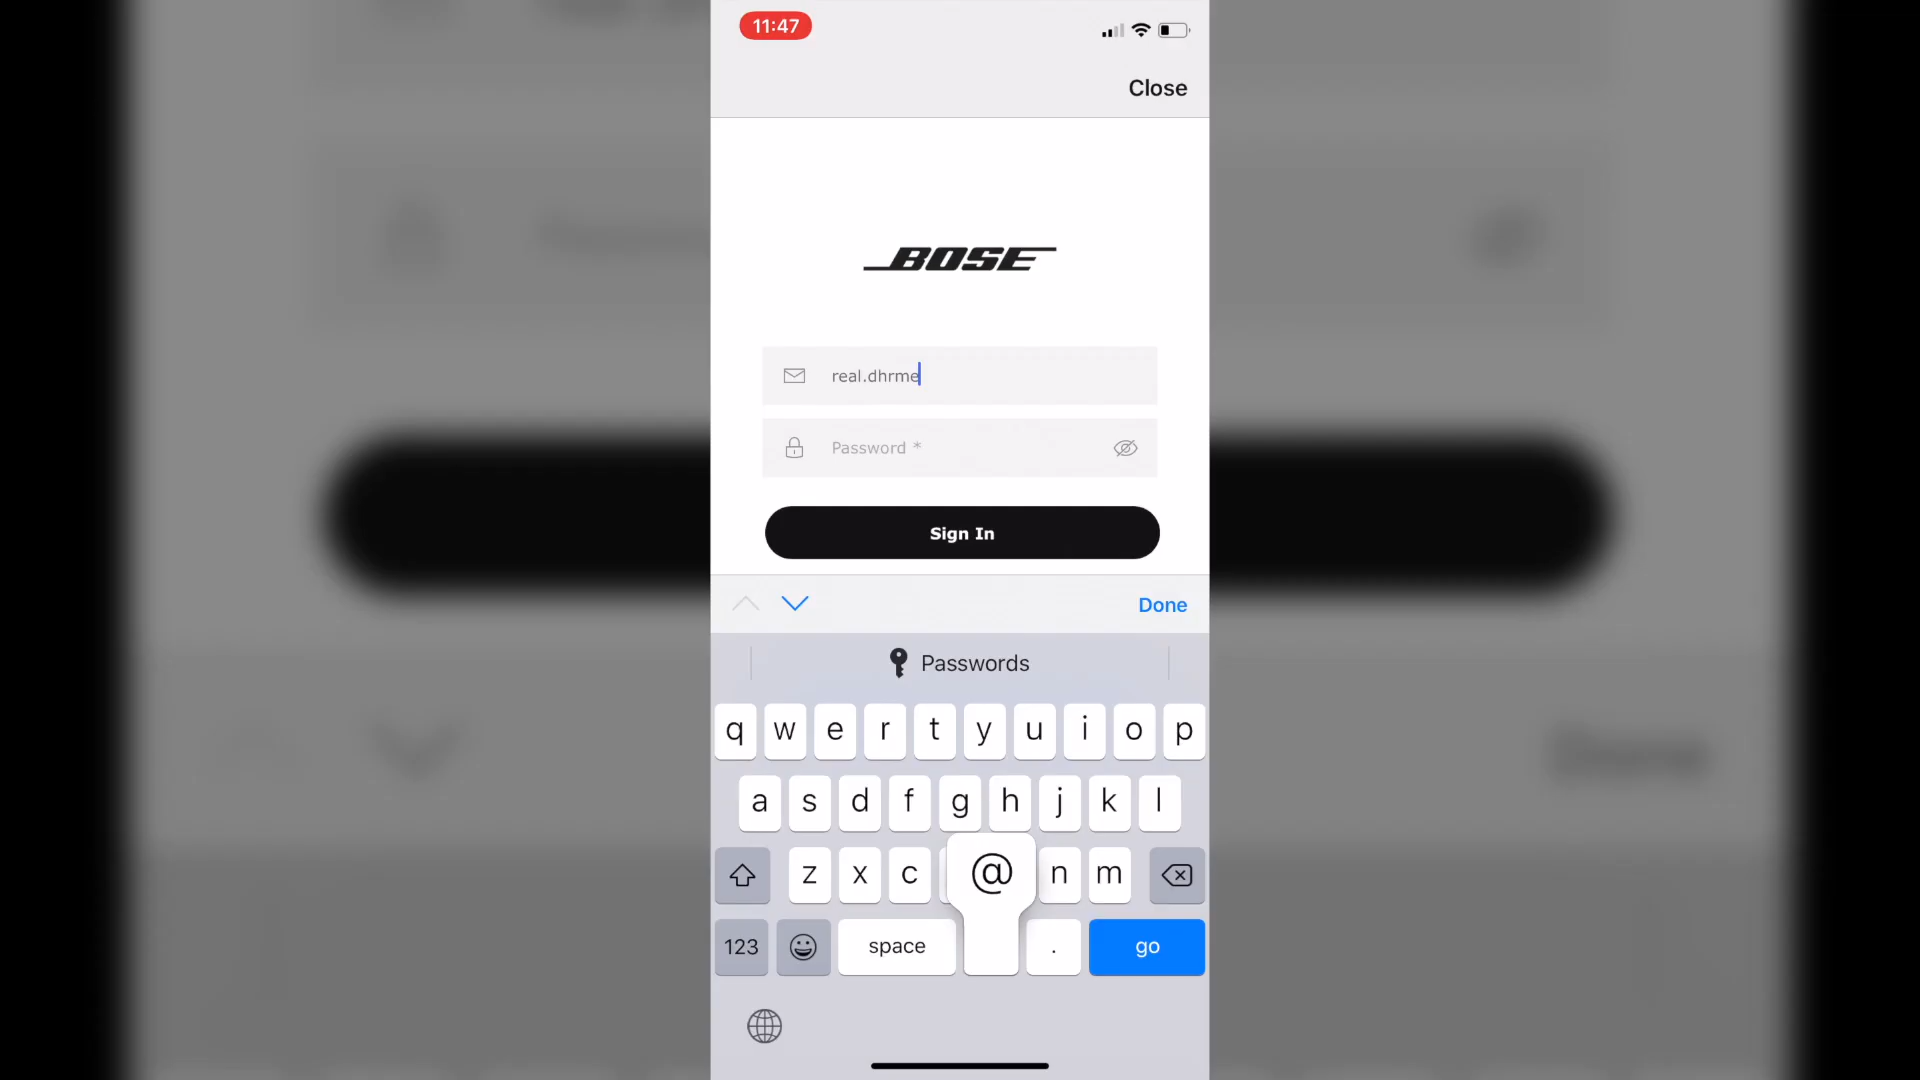 11:47
Close
BOSE
real.dhrme
Password *
Sign In
Done
Passwords
q w e r t y u i o p
a s d f g h j k l
z x c @ n m
123 space . go